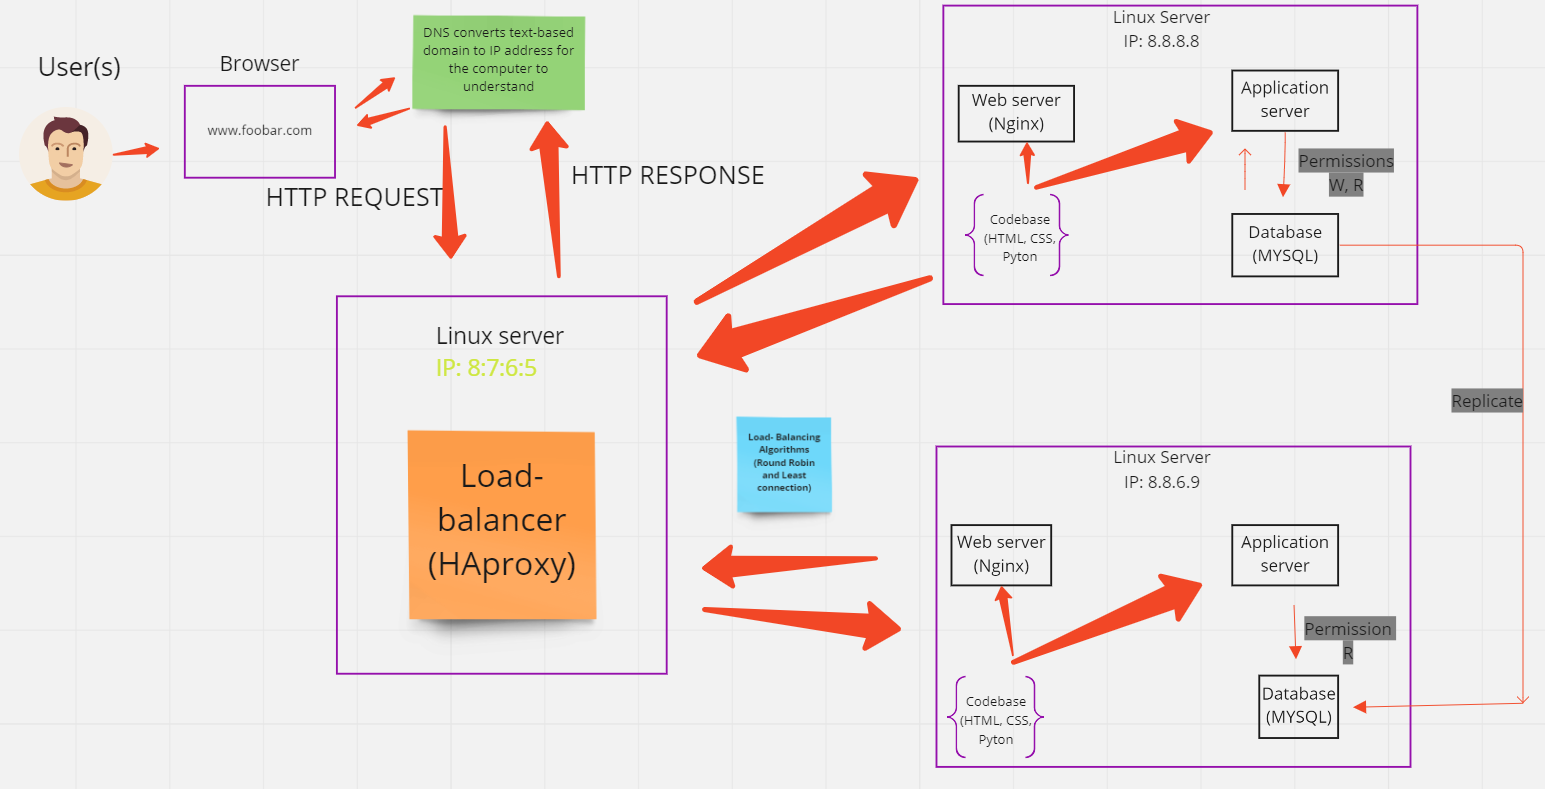 User(s)
Browser
www.foobar.com
DNS converts text-based
domain to IP address for
the computer to
understand
HTTP REQUEST
HTTP RESPONSE
Linux server
IP: 8:7:6:5
Load-
balancer
(HAproxy)
Load- Balancing
Algorithms
(Round Robin
and Least
connection)
Linux Server
IP: 8.8.8.8
Web server
(Nginx)
Application
server
Permissions
W, R
Codebase
(HTML, CSS,
Pyton
Database
(MYSQL)
Replicate
Linux Server
IP: 8.8.6.9
Web server
(Nginx)
Application
server
Permission
R
Codebase
(HTML, CSS,
Pyton
Database
(MYSQL)